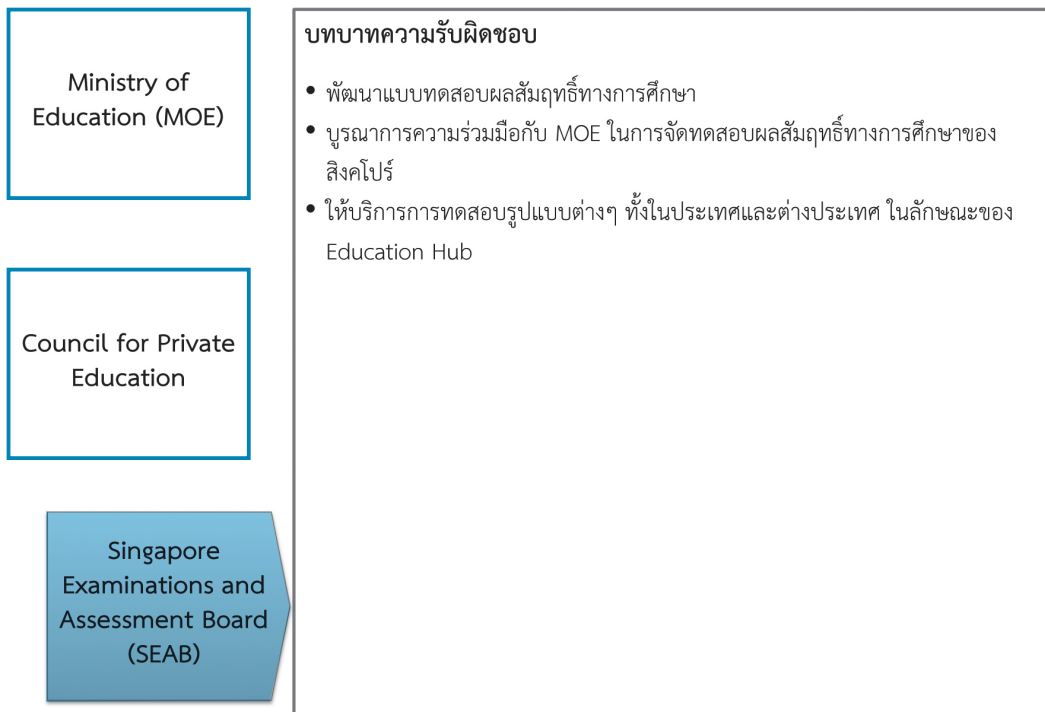 Ministry of
Education (MOE)
Council for Private
Education
Singapore
Examinations and
Assessment Board
(SEAB)
บทบาทความรับผิดชอบ
• พัฒนาแบบทดสอบผลสัมฤทธิ์ทางการศึกษา
• บูรณาการความร่วมมือกับ MOE ในการจัดทดสอบผลสัมฤทธิ์ทางการศึกษาของ
สิงคโปร์
• ให้บริการการทดสอบรูปแบบต่างๆ ทั้งในประเทศและต่างประเทศ ในลักษณะของ
Education Hub